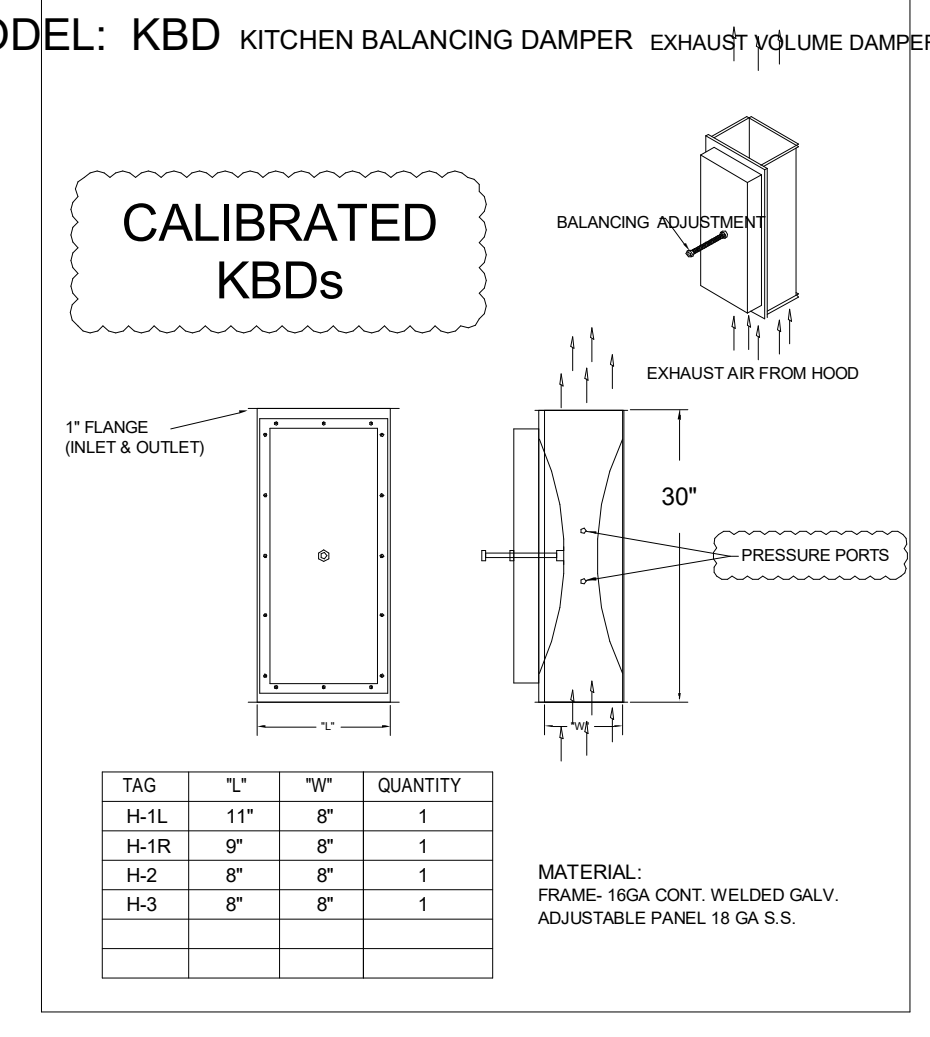 ODEL: KBD KITCHEN BALANCING DAMPER EXHAUST VOLUME DAMPER
CALIBRATED
KBDs
BALANCING ADJUSTMENT
EXHAUST AIR FROM HOOD
1" FLANGE
(INLET & OUTLET)
30"
PRESSURE PORTS
"L"
"W"
TAG "L" "W" QUANTITY
H-1L 11" 8" 1
H-1R 9" 8" 1
H-2 8" 8" 1
H-3 8" 8" 1
MATERIAL:
FRAME- 16GA CONT. WELDED GALV.
ADJUSTABLE PANEL 18 GA S.S.